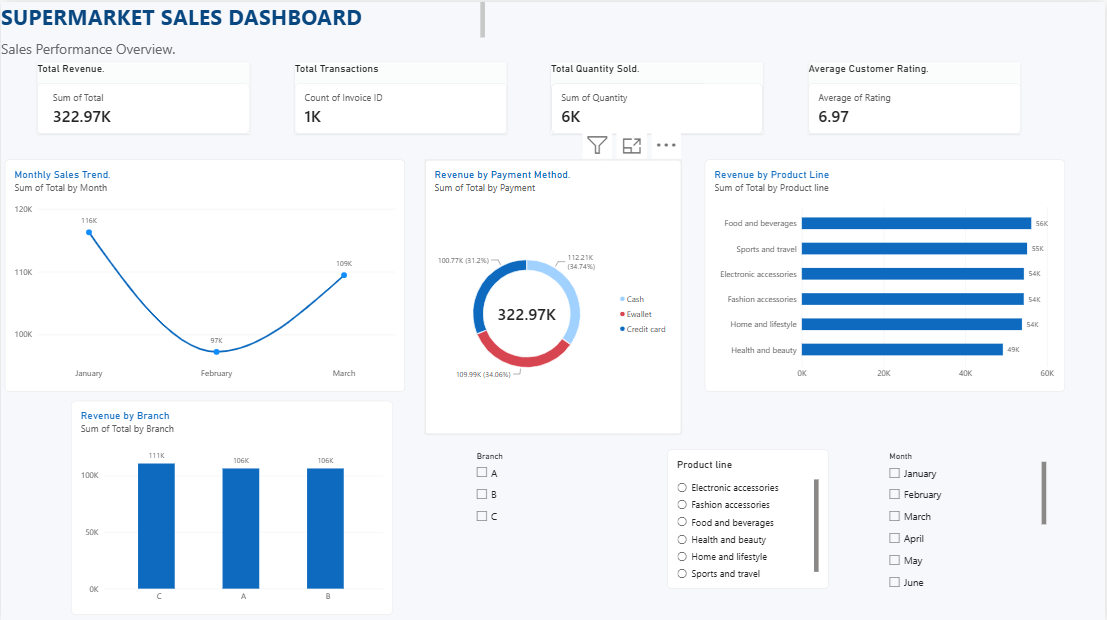 SUPERMARKET SALES DASHBOARD
Sales Performance Overview.
Total Revenue.
Sum of Total
322.97K
Total Transactions
Count of Invoice ID
1K
Total Quantity Sold.
Sum of Quantity
6K
Average Customer Rating.
Average of Rating
6.97
Monthly Sales Trend.
Sum of Total by Month
120K
110K
100K
116K
97K
109K
January
February
March
Revenue by Payment Method.
Sum of Total by Payment
100.77K (31.2%)
112.21K
(34.74%)
322.97K
109.99K (34.06%)
Cash
Ewallet
Credit card
Revenue by Product Line
Sum of Total by Product line
Food and beverages 56K
Sports and travel 55K
Electronic accessories 54K
Fashion accessories 54K
Home and lifestyle 54K
Health and beauty 49K
0K 20K 40K 60K
Revenue by Branch
Sum of Total by Branch
100K
50K
0K
111K
106K
106K
C
A
B
Branch
A
B
C
Product line
Electronic accessories
Fashion accessories
Food and beverages
Health and beauty
Home and lifestyle
Sports and travel
Month
January
February
March
April
May
June